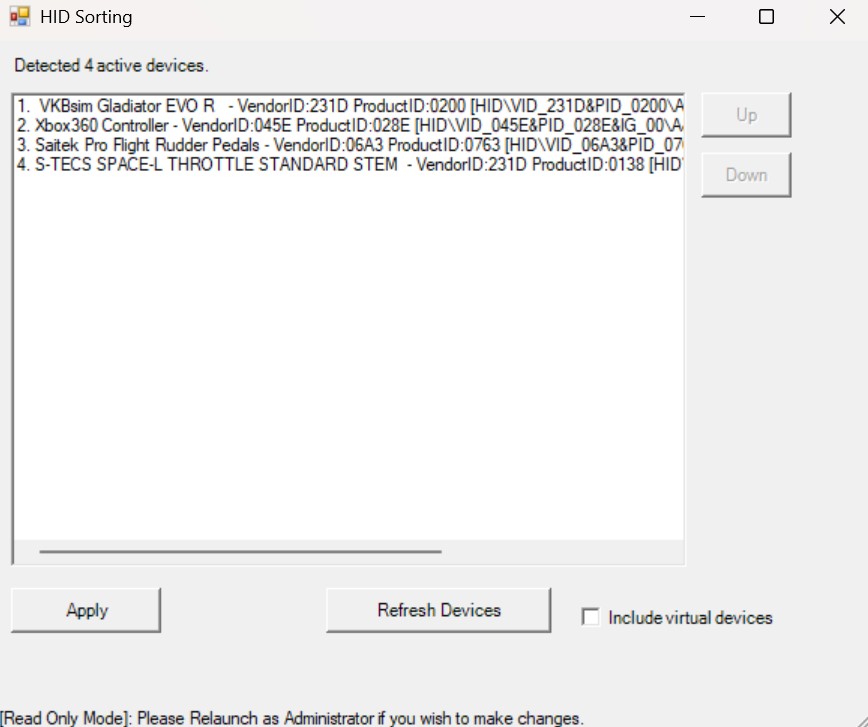 HID Sorting
Detected 4 active devices.
1.  VKBsim Gladiator EVO R   - VendorID:231D ProductID:0200 [HID\VID_231D&PID_0200\A
2. Xbox360 Controller - VendorID:045E ProductID:028E [HID\VID_045E&PID_028E&IG_00\A
3. Saitek Pro Flight Rudder Pedals - VendorID:06A3 ProductID:0763 [HID\VID_06A3&PID_07
4. S-TECS SPACE-L THROTTLE STANDARD STEM  - VendorID:231D ProductID:0138 [HID
Up
Down
Apply
Refresh Devices
Include virtual devices
[Read Only Mode]: Please Relaunch as Administrator if you wish to make changes.